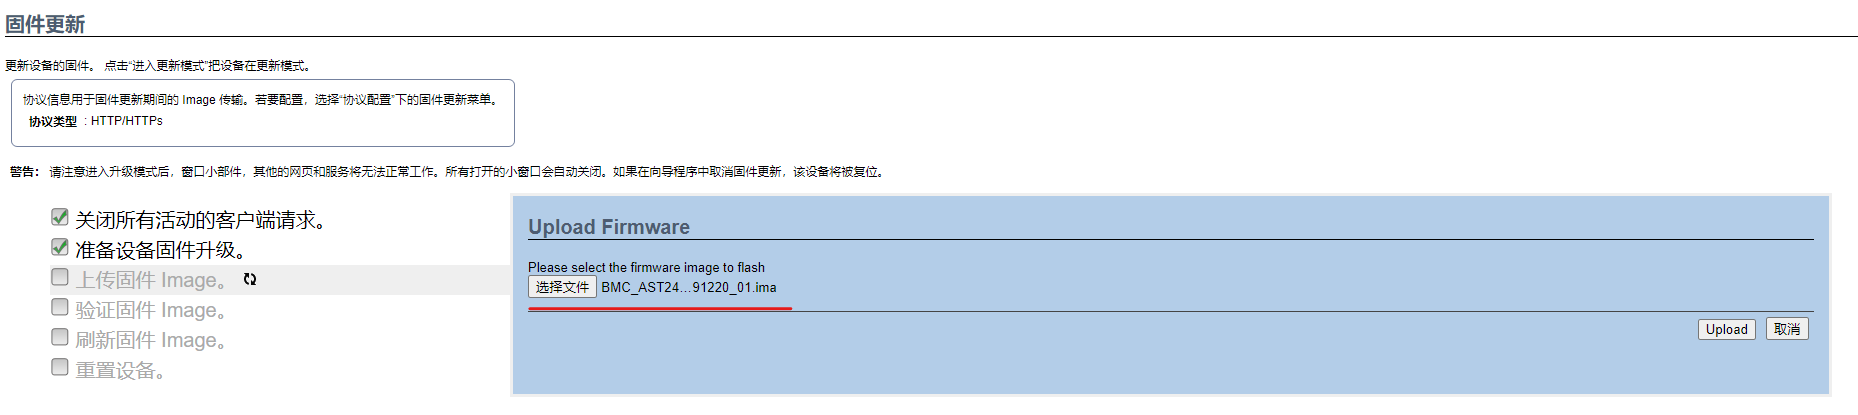 固件更新
更新设备的固件。 点击“进入更新模式”把设备在更新模式。
协议信息用于固件更新期间的 Image 传输。若要配置，选择“协议配置”下的固件更新菜单。
协议类型 : HTTP/HTTPs
警告： 请注意进入升级模式后，窗口小部件，其他的网页和服务将无法正常工作。所有打开的小窗口会自动关闭。如果在向导程序中取消固件更新，该设备将被复位。
关闭所有活动的客户端请求。
准备设备固件升级。
上传固件 Image。
验证固件 Image。
刷新固件 Image。
重置设备。
Upload Firmware
Please select the firmware image to flash
选择文件 BMC_AST24...91220_01.ima
Upload 取消